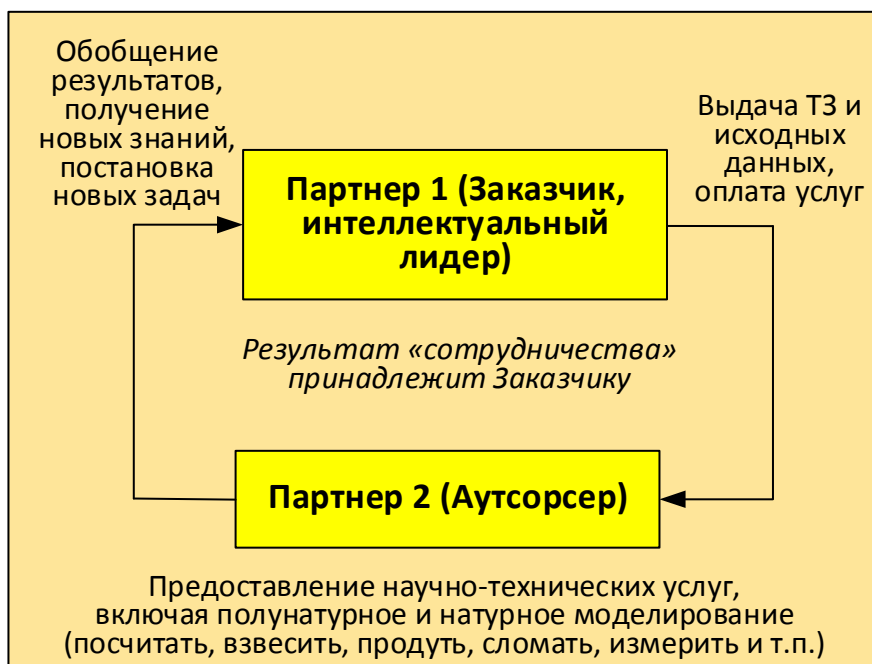 Обобщение
результатов,
получение
новых знаний,
постановка
новых задач
Выдача ТЗ и
исходных
данных,
оплата услуг
Партнер 1 (Заказчик,
интеллектуальный
лидер)
Результат «сотрудничества»
принадлежит Заказчику
Партнер 2 (Аутсорсер)
Предоставление научно-технических услуг,
включая полунатурное и натурное моделирование
(посчитать, взвесить, продуть, сломать, измерить и т.п.)